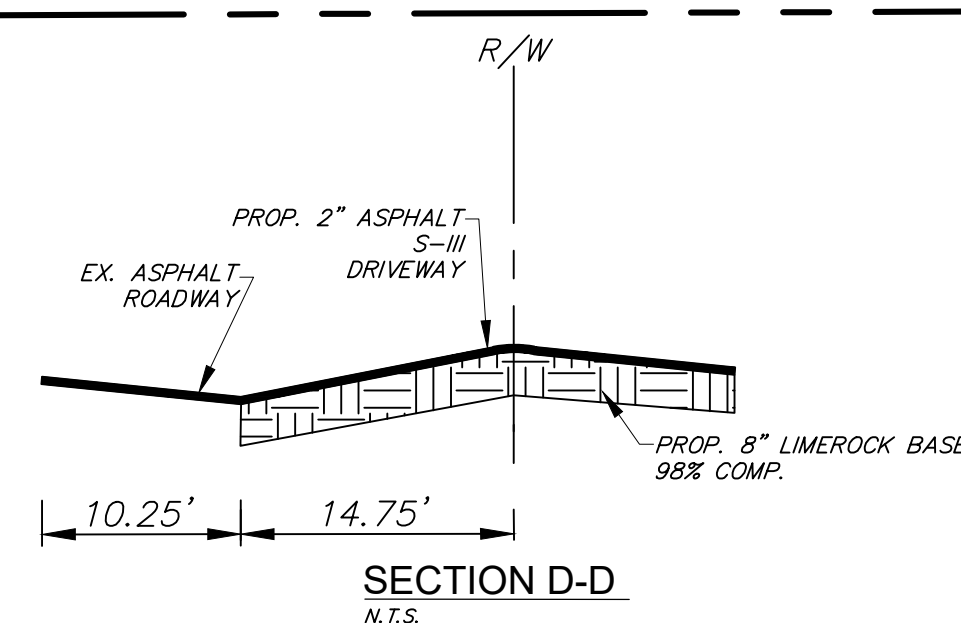 R/W
PROP. 2" ASPHALT
S-III
DRIVEWAY
EX. ASPHALT
ROADWAY
PROP. 8" LIMEROCK BASE
98% COMP.
10.25'
14.75'
SECTION D-D
N.T.S.